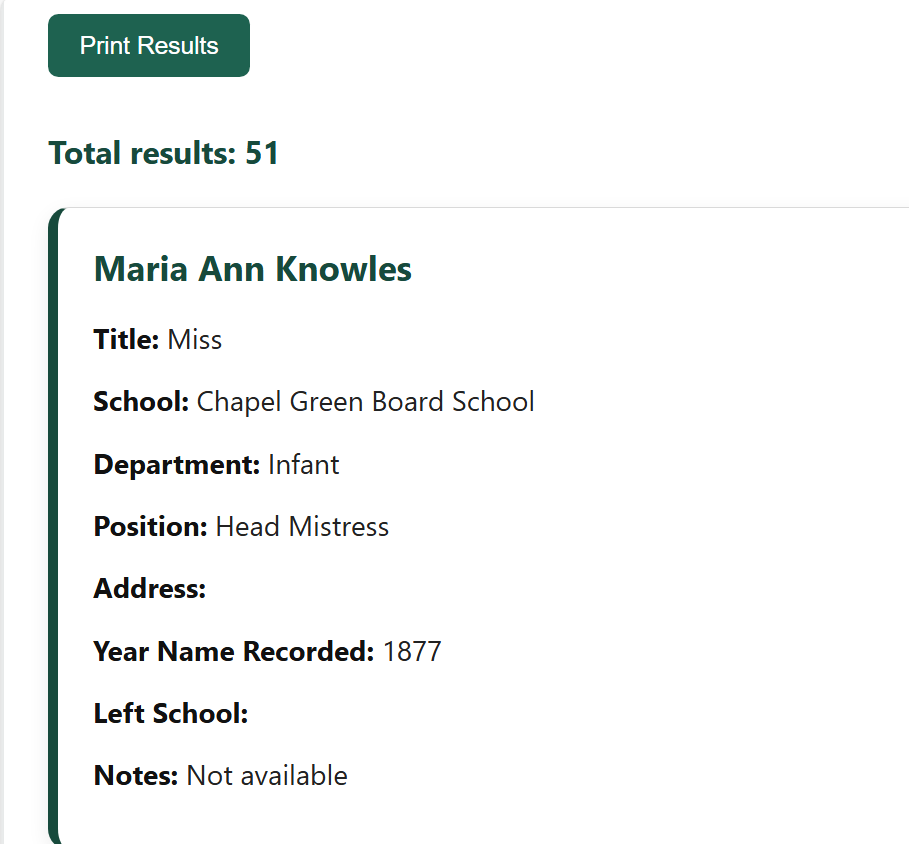 Print Results
Total results: 51
Maria Ann Knowles
Title: Miss
School: Chapel Green Board School
Department: Infant
Position: Head Mistress
Address:
Year Name Recorded: 1877
Left School:
Notes: Not available